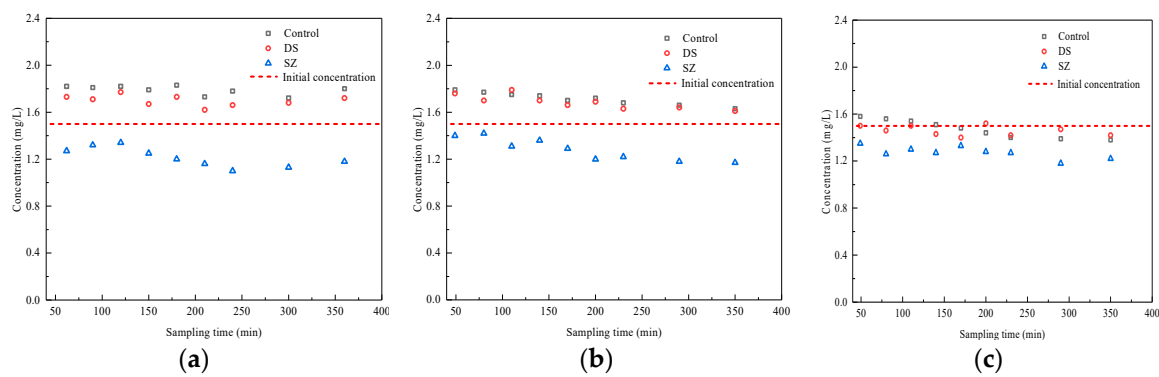 2.4
2.0
1.6
1.2
0.8
0.4
0.0
Concentration (mg/L)
Control
DS
SZ
Initial concentration
50 100 150 200 250 300 350 400
Sampling time (min)
(a)
2.4
2.0
1.6
1.2
0.8
0.4
0.0
Concentration (mg/L)
Control
DS
SZ
Initial concentration
50 100 150 200 250 300 350 400
Sampling time (min)
(b)
2.4
2.0
1.6
1.2
0.8
0.4
0.0
Concentration (mg/L)
Control
DS
SZ
Initial concentration
50 100 150 200 250 300 350 400
Sampling time (min)
(c)